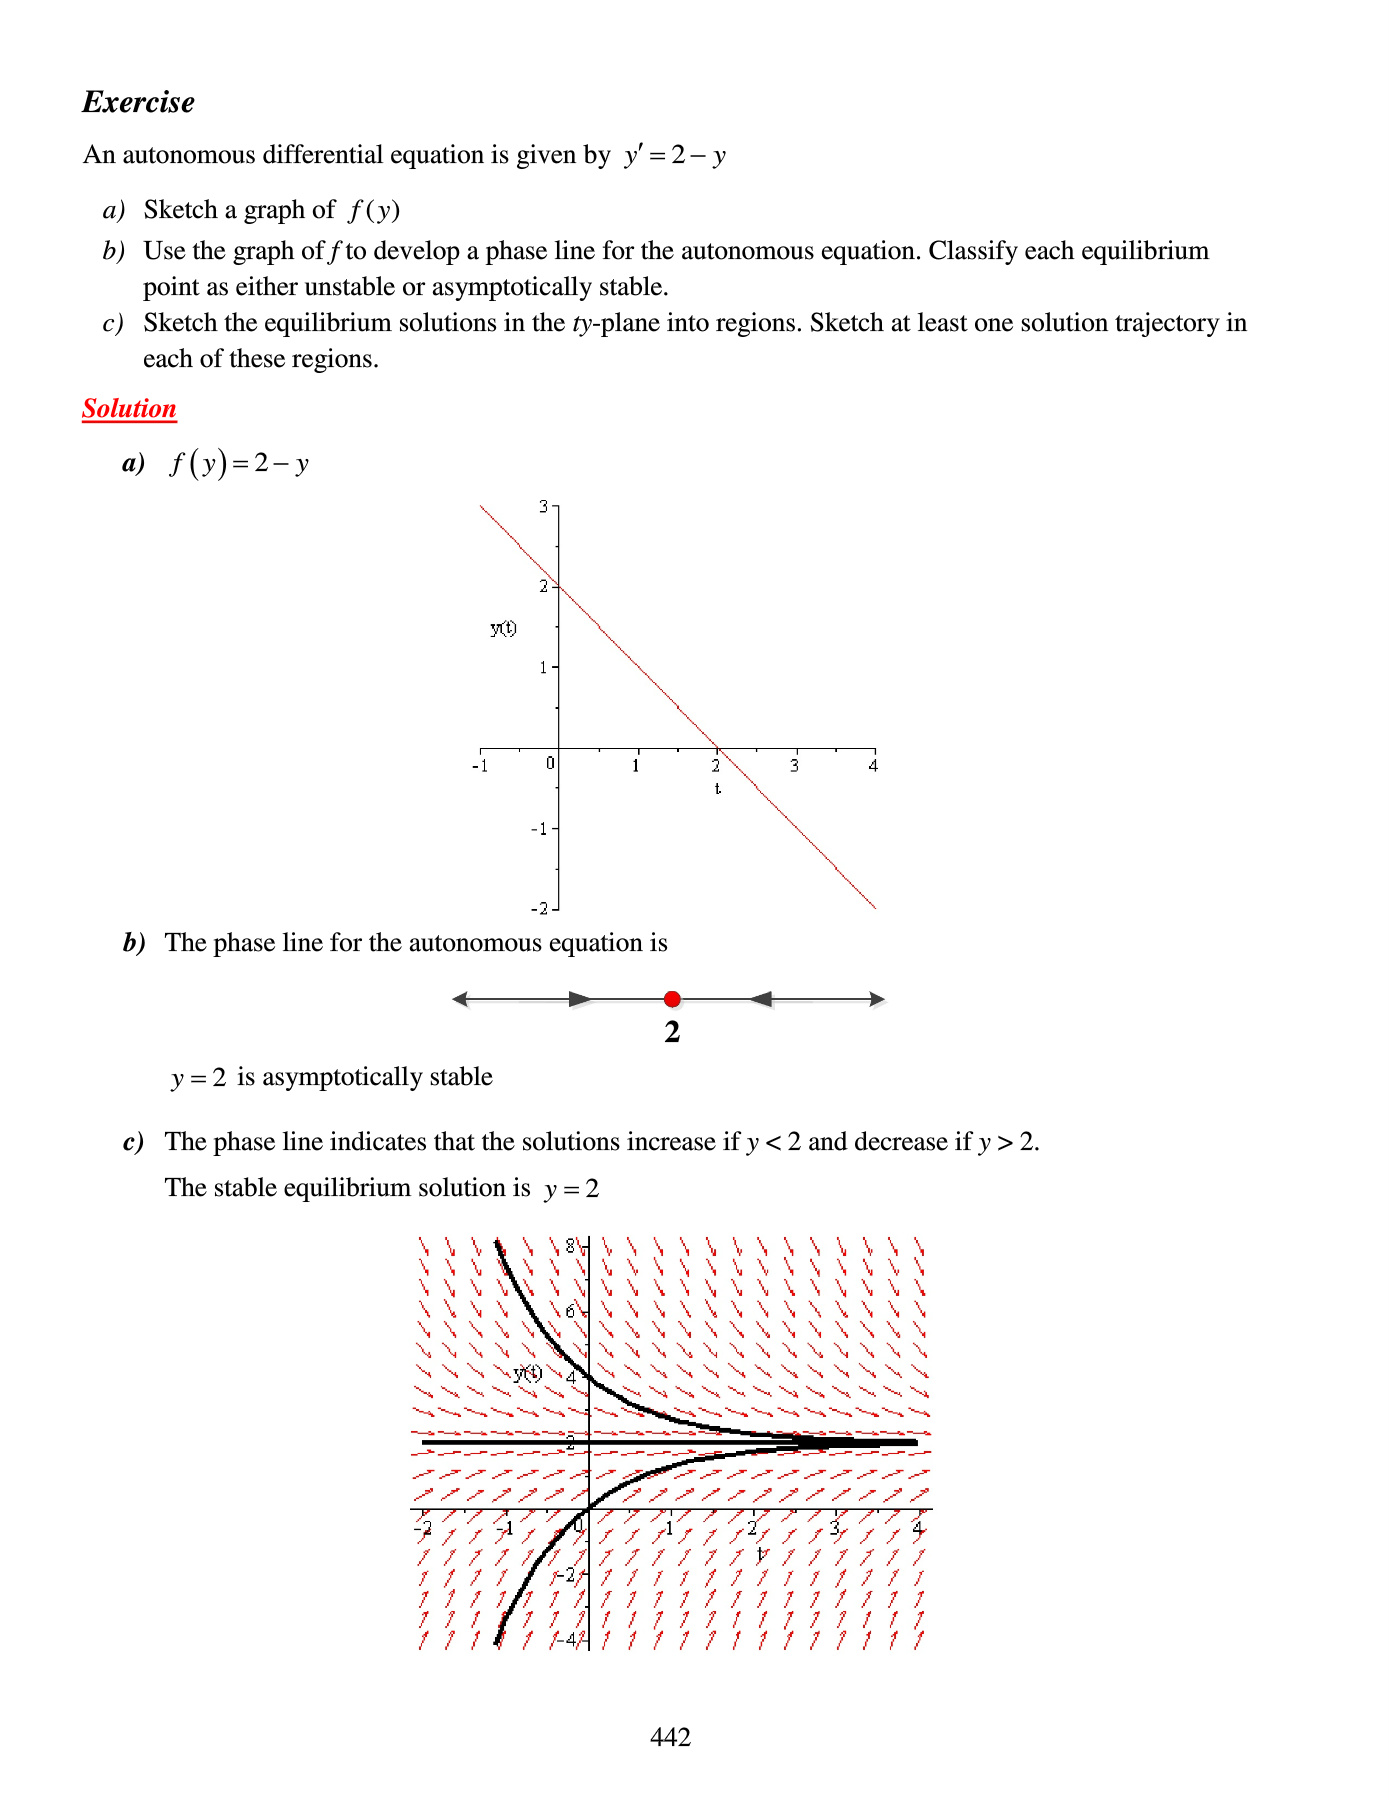 Exercise
An autonomous differential equation is given by y′ = 2 − y
a) Sketch a graph of f(y)
b) Use the graph of f to develop a phase line for the autonomous equation. Classify each equilibrium
point as either unstable or asymptotically stable.
c) Sketch the equilibrium solutions in the ty-plane into regions. Sketch at least one solution trajectory in
each of these regions.
Solution
a) f(y) = 2 − y
3
2
y(t)
1
-1 0 1 2 3 4
t
-1
-2
b) The phase line for the autonomous equation is
2
y = 2 is asymptotically stable
c) The phase line indicates that the solutions increase if y < 2 and decrease if y > 2.
The stable equilibrium solution is y = 2
8
6
y(t) 4
2
-2 -1 0 1 2 3 4
t
-2
-4
442